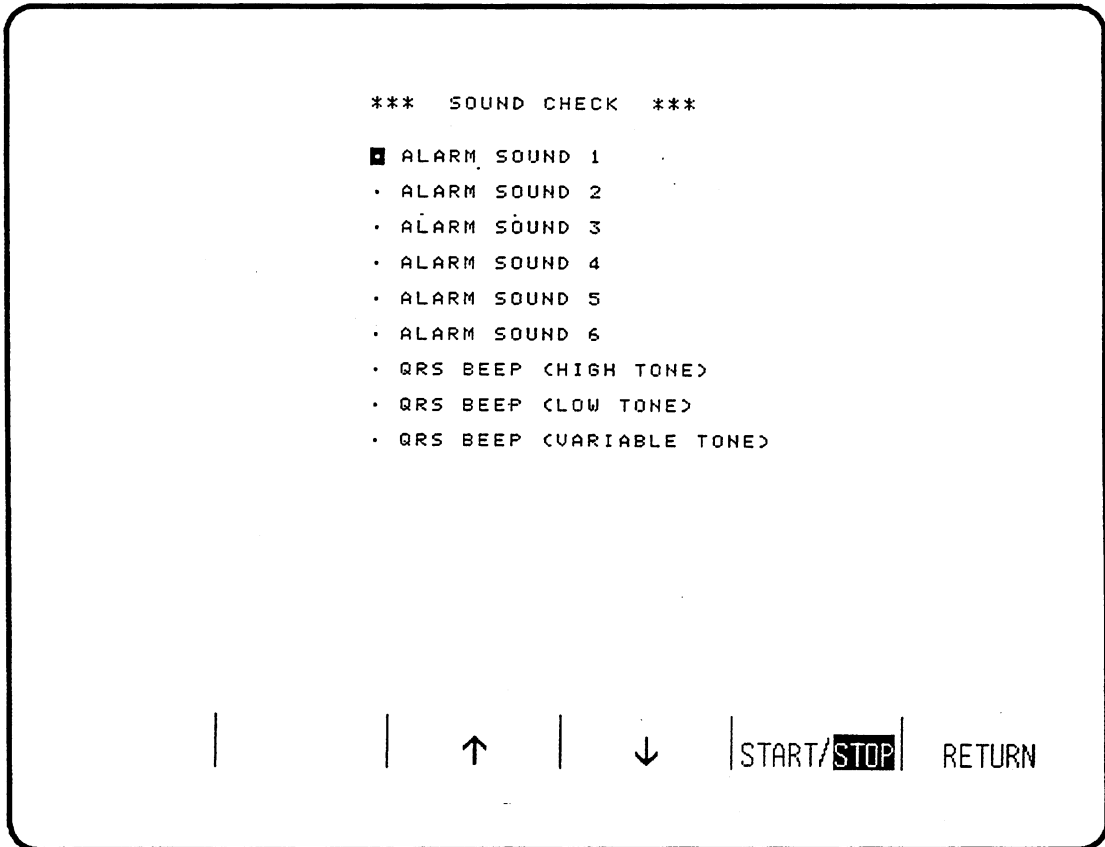 *** SOUND CHECK ***
· ALARM SOUND 1
· ALARM SOUND 2
· ALARM SOUND 3
· ALARM SOUND 4
· ALARM SOUND 5
· ALARM SOUND 6
· QRS BEEP (HIGH TONE)
· QRS BEEP (LOW TONE)
· QRS BEEP (VARIABLE TONE)
↑ ↓ START/STOP RETURN